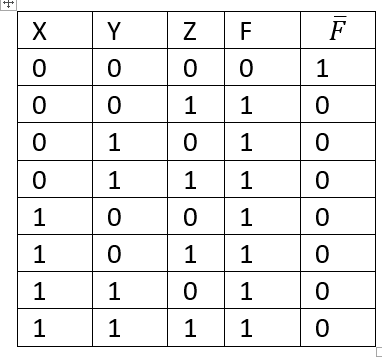 X Y Z F F̅
0 0 0 0 1
0 0 1 1 0
0 1 0 1 0
0 1 1 1 0
1 0 0 1 0
1 0 1 1 0
1 1 0 1 0
1 1 1 1 0